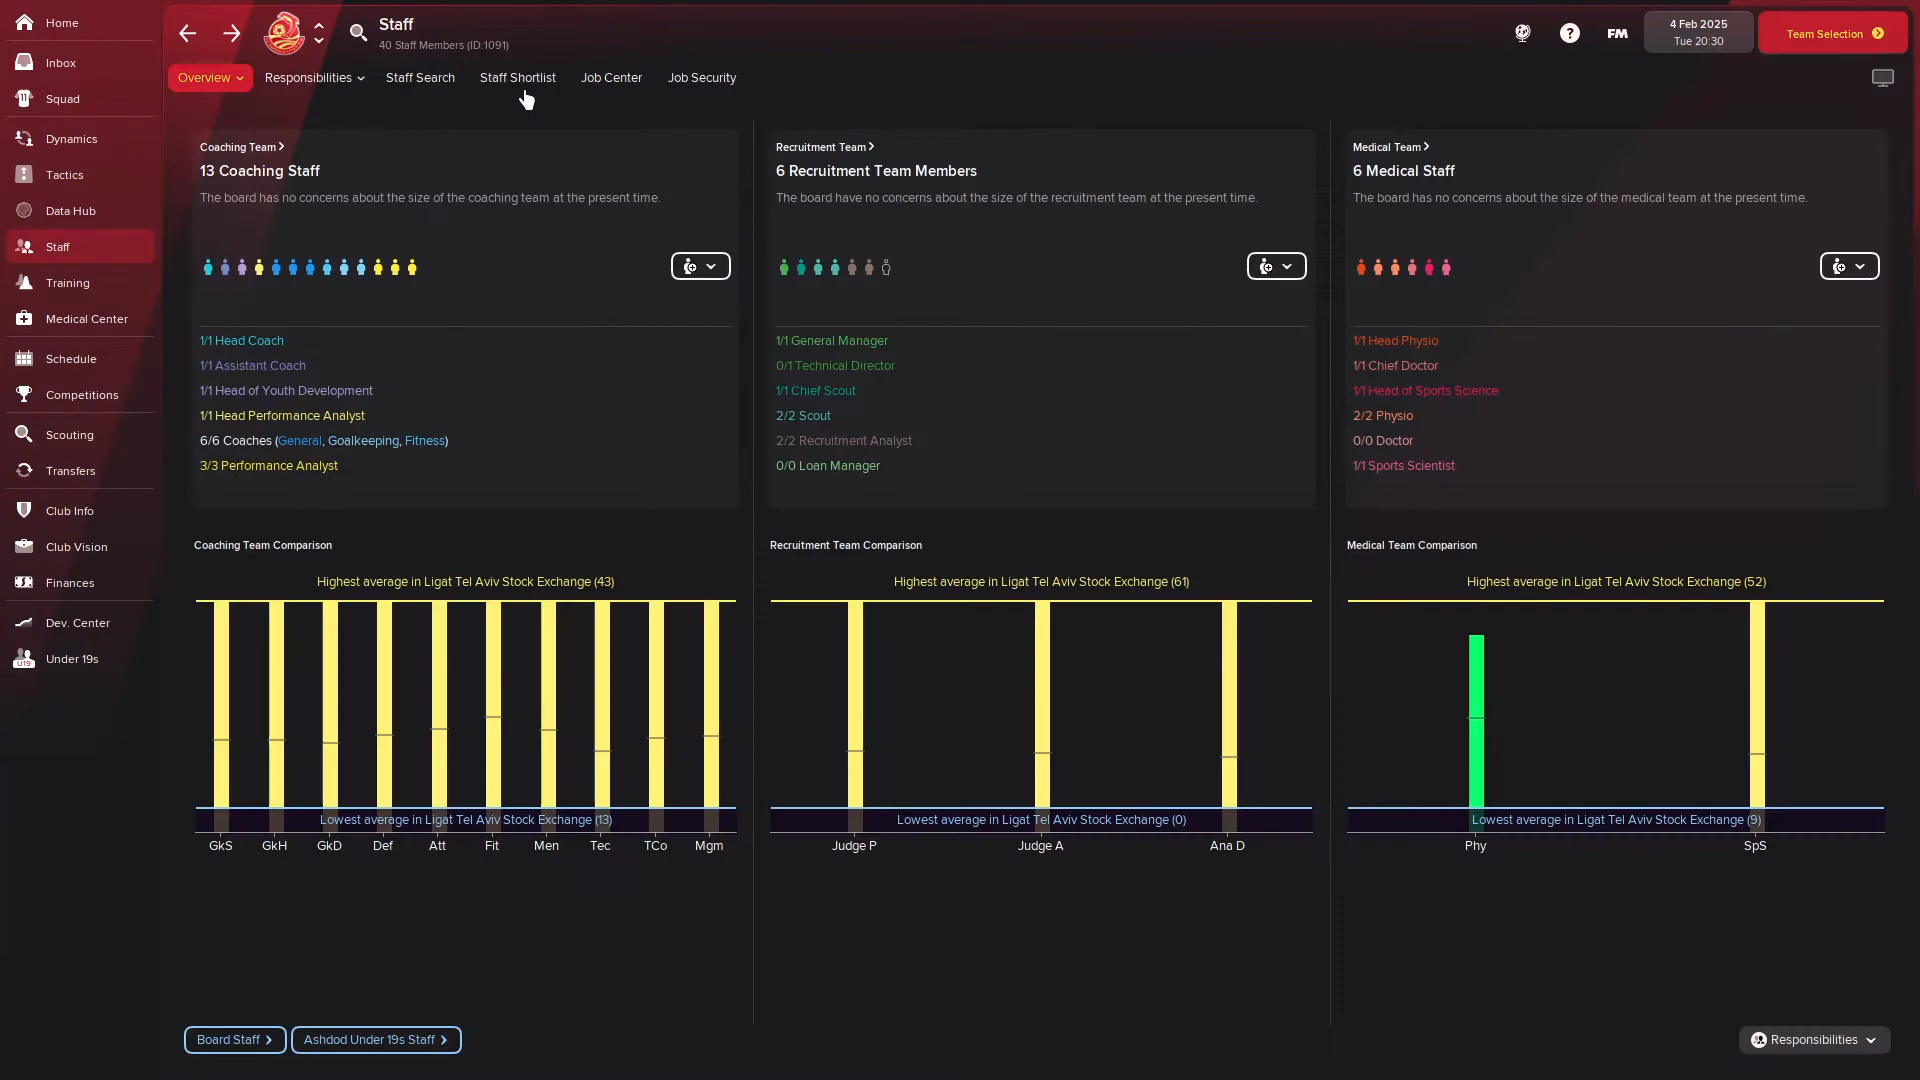 Home
Inbox
Squad
Dynamics
Tactics
Data Hub
Staff
Training
Medical Center
Schedule
Competitions
Scouting
Transfers
Club Info
Club Vision
Finances
Dev. Center
U19
Under 19s
Staff
40 Staff Members (ID:1091)
?
FM
4 Feb 2025
Tue 20:30
Team Selection
Overview
Responsibilities
Staff Search
Staff Shortlist
Job Center
Job Security
Coaching Team
13 Coaching Staff
The board has no concerns about the size of the coaching team at the present time.
1/1 Head Coach
1/1 Assistant Coach
1/1 Head of Youth Development
1/1 Head Performance Analyst
6/6 Coaches (General, Goalkeeping, Fitness)
3/3 Performance Analyst
Recruitment Team
6 Recruitment Team Members
The board have no concerns about the size of the recruitment team at the present time.
1/1 General Manager
0/1 Technical Director
1/1 Chief Scout
2/2 Scout
2/2 Recruitment Analyst
0/0 Loan Manager
Medical Team
6 Medical Staff
The board has no concerns about the size of the medical team at the present time.
1/1 Head Physio
1/1 Chief Doctor
1/1 Head of Sports Science
2/2 Physio
0/0 Doctor
1/1 Sports Scientist
Coaching Team Comparison
Highest average in Ligat Tel Aviv Stock Exchange (43)
Lowest average in Ligat Tel Aviv Stock Exchange (13)
GkS GkH GkD Def Att Fit Men Tec TCo Mgm
Recruitment Team Comparison
Highest average in Ligat Tel Aviv Stock Exchange (61)
Lowest average in Ligat Tel Aviv Stock Exchange (0)
Judge P Judge A Ana D
Medical Team Comparison
Highest average in Ligat Tel Aviv Stock Exchange (52)
Lowest average in Ligat Tel Aviv Stock Exchange (9)
Phy SpS
Board Staff
Ashdod Under 19s Staff
Responsibilities